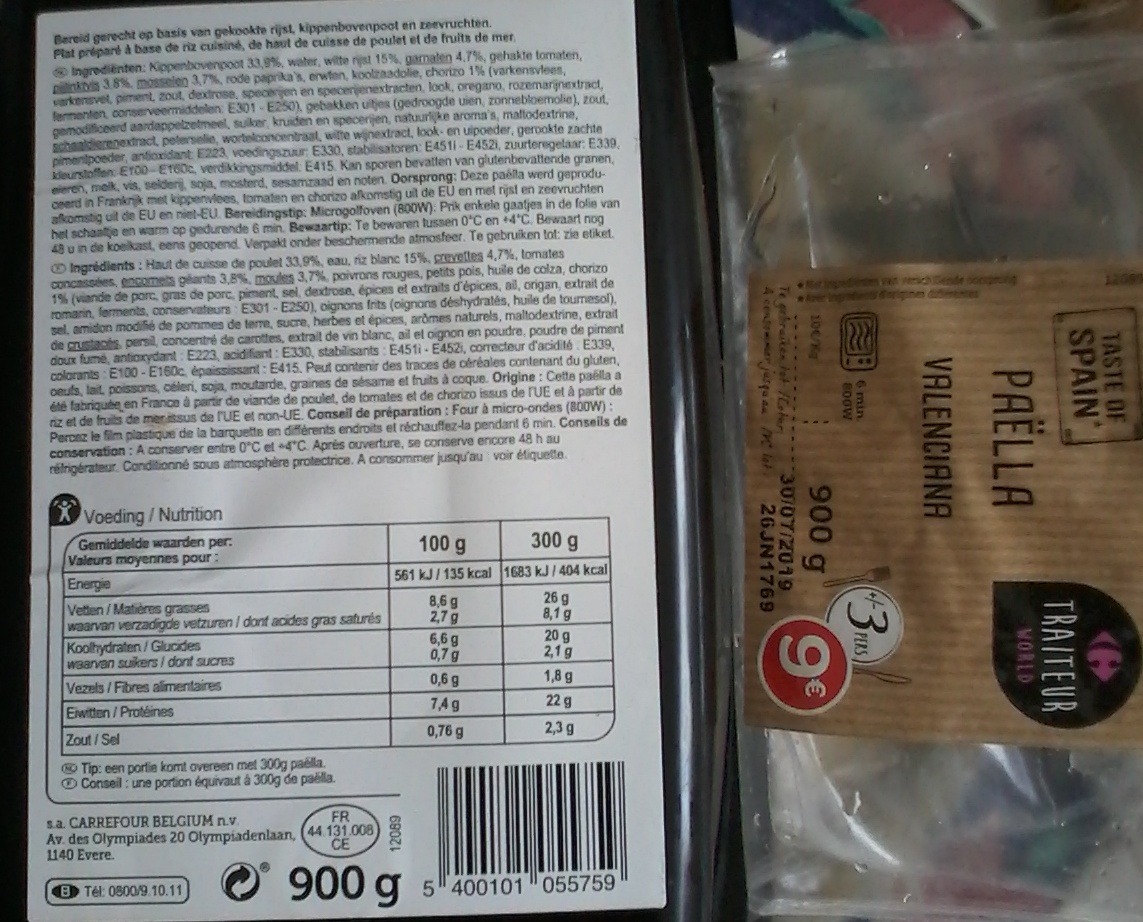 Bereid gerecht op basis van gekookte rijst, kippenbovenpoot en zeevruchten.
Plat préparé à base de riz cuisiné, de haut de cuisse de poulet et de fruits de mer.
Ingrediënten: Kippenbovenpoot 33,9%, water, witte rijst 15%, garnalen 4,7%, gehakte tomaten,
pijlinktvis 3,8%, mosselen 3,7%, rode paprika's, erwten, koolzaadolie, chorizo 1% (varkensvlees,
varkensvet, piment, zout, dextrose, specerijen en specerijenextracten, look, oregano, rozemarijnextract,
fermenten, conserveermiddelen: E301 - E250), gebakken uitjes (gedroogde uien, zonnebloemolie), zout,
gemodificeerd aardappelzetmeel, suiker, kruiden en specerijen, natuurlijke aroma's, maltodextrine,
schaaldierenextract, peterselie, wortelconcentraat, witte wijnextract, look- en uipoeder, gerookte zachte
pimentpoeder, antioxidant: E223, voedingszuur: E330, stabilisatoren: E451i - E452i, zuurteregelaar: E339,
kleurstoffen: E100 - E160c, verdikkingsmiddel: E415. Kan sporen bevatten van glutenbevattende granen,
eieren, melk, vis, selderij, soja, mosterd, sesamzaad en noten. Oorsprong: Deze paëlla werd geprodu-
ceerd in Frankrijk met kippenvlees, tomaten en chorizo afkomstig uit de EU en met rijst en zeevruchten
afkomstig uit de EU en niet-EU. Bereidingstip: Microgolfoven (800W): Prik enkele gaatjes in de folie van
het schaaltje en warm op gedurende 6 min. Bewaartip: Te bewaren tussen 0°C en +4°C. Bewaart nog
48 u in de koelkast, eens geopend. Verpakt onder beschermende atmosfeer. Te gebruiken tot: zie etiket.
Ingrédients : Haut de cuisse de poulet 33,9%, eau, riz blanc 15%, crevettes 4,7%, tomates
concassées, encornets géants 3,8%, moules 3,7%, poivrons rouges, petits pois, huile de colza, chorizo
1% (viande de porc, gras de porc, piment, sel, dextrose, épices et extraits d'épices, ail, origan, extrait de
romarin, ferments, conservateurs : E301 - E250), oignons frits (oignons déshydratés, huile de tournesol),
sel, amidon modifié de pommes de terre, sucre, herbes et épices, arômes naturels, maltodextrine, extrait
de crustacés, persil, concentré de carottes, extrait de vin blanc, ail et oignon en poudre, poudre de piment
doux fumé, antioxydant : E223, acidifiant : E330, stabilisants : E451i - E452i, correcteur d'acidité : E339,
colorants : E100 - E160c, épaississant : E415. Peut contenir des traces de céréales contenant du gluten,
oeufs, lait, poissons, céleri, soja, moutarde, graines de sésame et fruits à coque. Origine : Cette paëlla a
été fabriquée en France à partir de viande de poulet, de tomates et de chorizo issus de l'UE et à partir de
riz et de fruits de mer issus de l'UE et non-UE. Conseil de préparation : Four à micro-ondes (800W) :
Percez le film plastique de la barquette en différents endroits et réchauffez-la pendant 6 min. Conseils de
conservation : A conserver entre 0°C et +4°C. Après ouverture, se conserve encore 48 h au
réfrigérateur. Conditionné sous atmosphère protectrice. A consommer jusqu'au : voir étiquette.
Voeding / Nutrition
Gemiddelde waarden per: 100 g 300 g
Valeurs moyennes pour :
Energie 561 kJ / 135 kcal 1683 kJ / 404 kcal
Vetten / Matières grasses 8,6 g 26 g
waarvan verzadigde vetzuren / dont acides gras saturés 2,7 g 8,1 g
Koolhydraten / Glucides 6,6 g 20 g
waarvan suikers / dont sucres 0,7 g 2,1 g
Vezels / Fibres alimentaires 0,6 g 1,8 g
Eiwitten / Protéines 7,4 g 22 g
Zout / Sel 0,76 g 2,3 g
Tip: een portie komt overeen met 300g paëlla.
Conseil : une portion équivaut à 300g de paëlla.
s.a. CARREFOUR BELGIUM n.v.
Av. des Olympiades 20 Olympiadenlaan,
1140 Evere.
FR
44.131.008
CE
12089
B Tél: 0800/9.10.11
900 g
5 400101 055759
TASTE OF
SPAIN*
PAËLLA
VALENCIANA
TRAITEUR
WORLD
900 g
+/- 3 PERS
9€
6 min
800W
10€/kg
30/07/2019
26JN1769